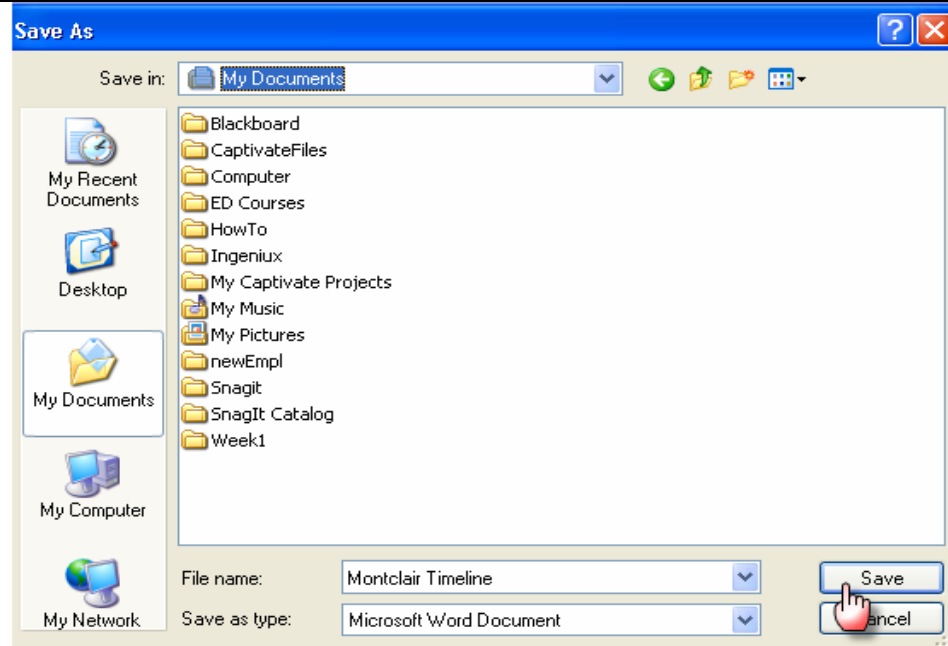 Save As
Save in: My Documents
My Recent
Documents
Desktop
My Documents
My Computer
My Network
Blackboard
CaptivateFiles
Computer
ED Courses
HowTo
Ingeniux
My Captivate Projects
My Music
My Pictures
newEmpl
Snagit
SnagIt Catalog
Week1
File name: Montclair Timeline Save
Save as type: Microsoft Word Document Cancel